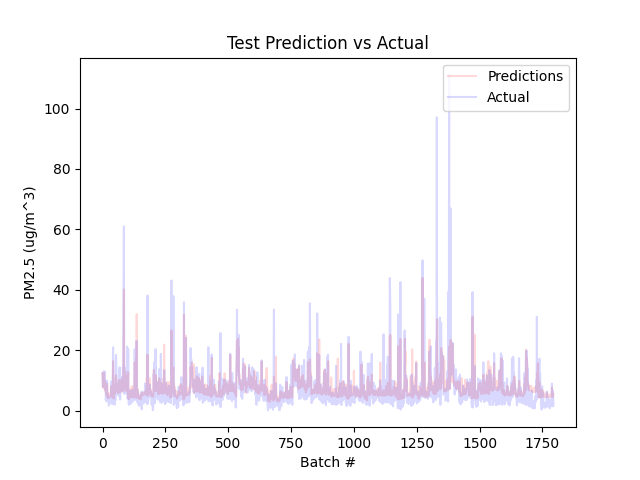 Test Prediction vs Actual
Predictions
Actual
PM2.5 (ug/m^3)
100
80
60
40
20
0
0 250 500 750 1000 1250 1500 1750
Batch #